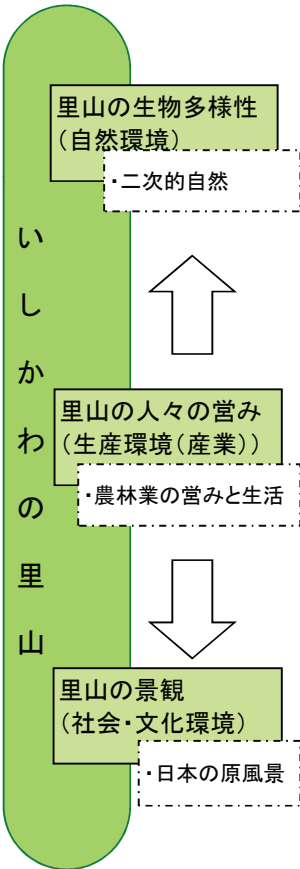 いしかわの里山
里山の生物多様性
（自然環境）
・二次的自然
里山の人々の営み
（生産環境（産業））
・農林業の営みと生活
里山の景観
（社会・文化環境）
・日本の原風景